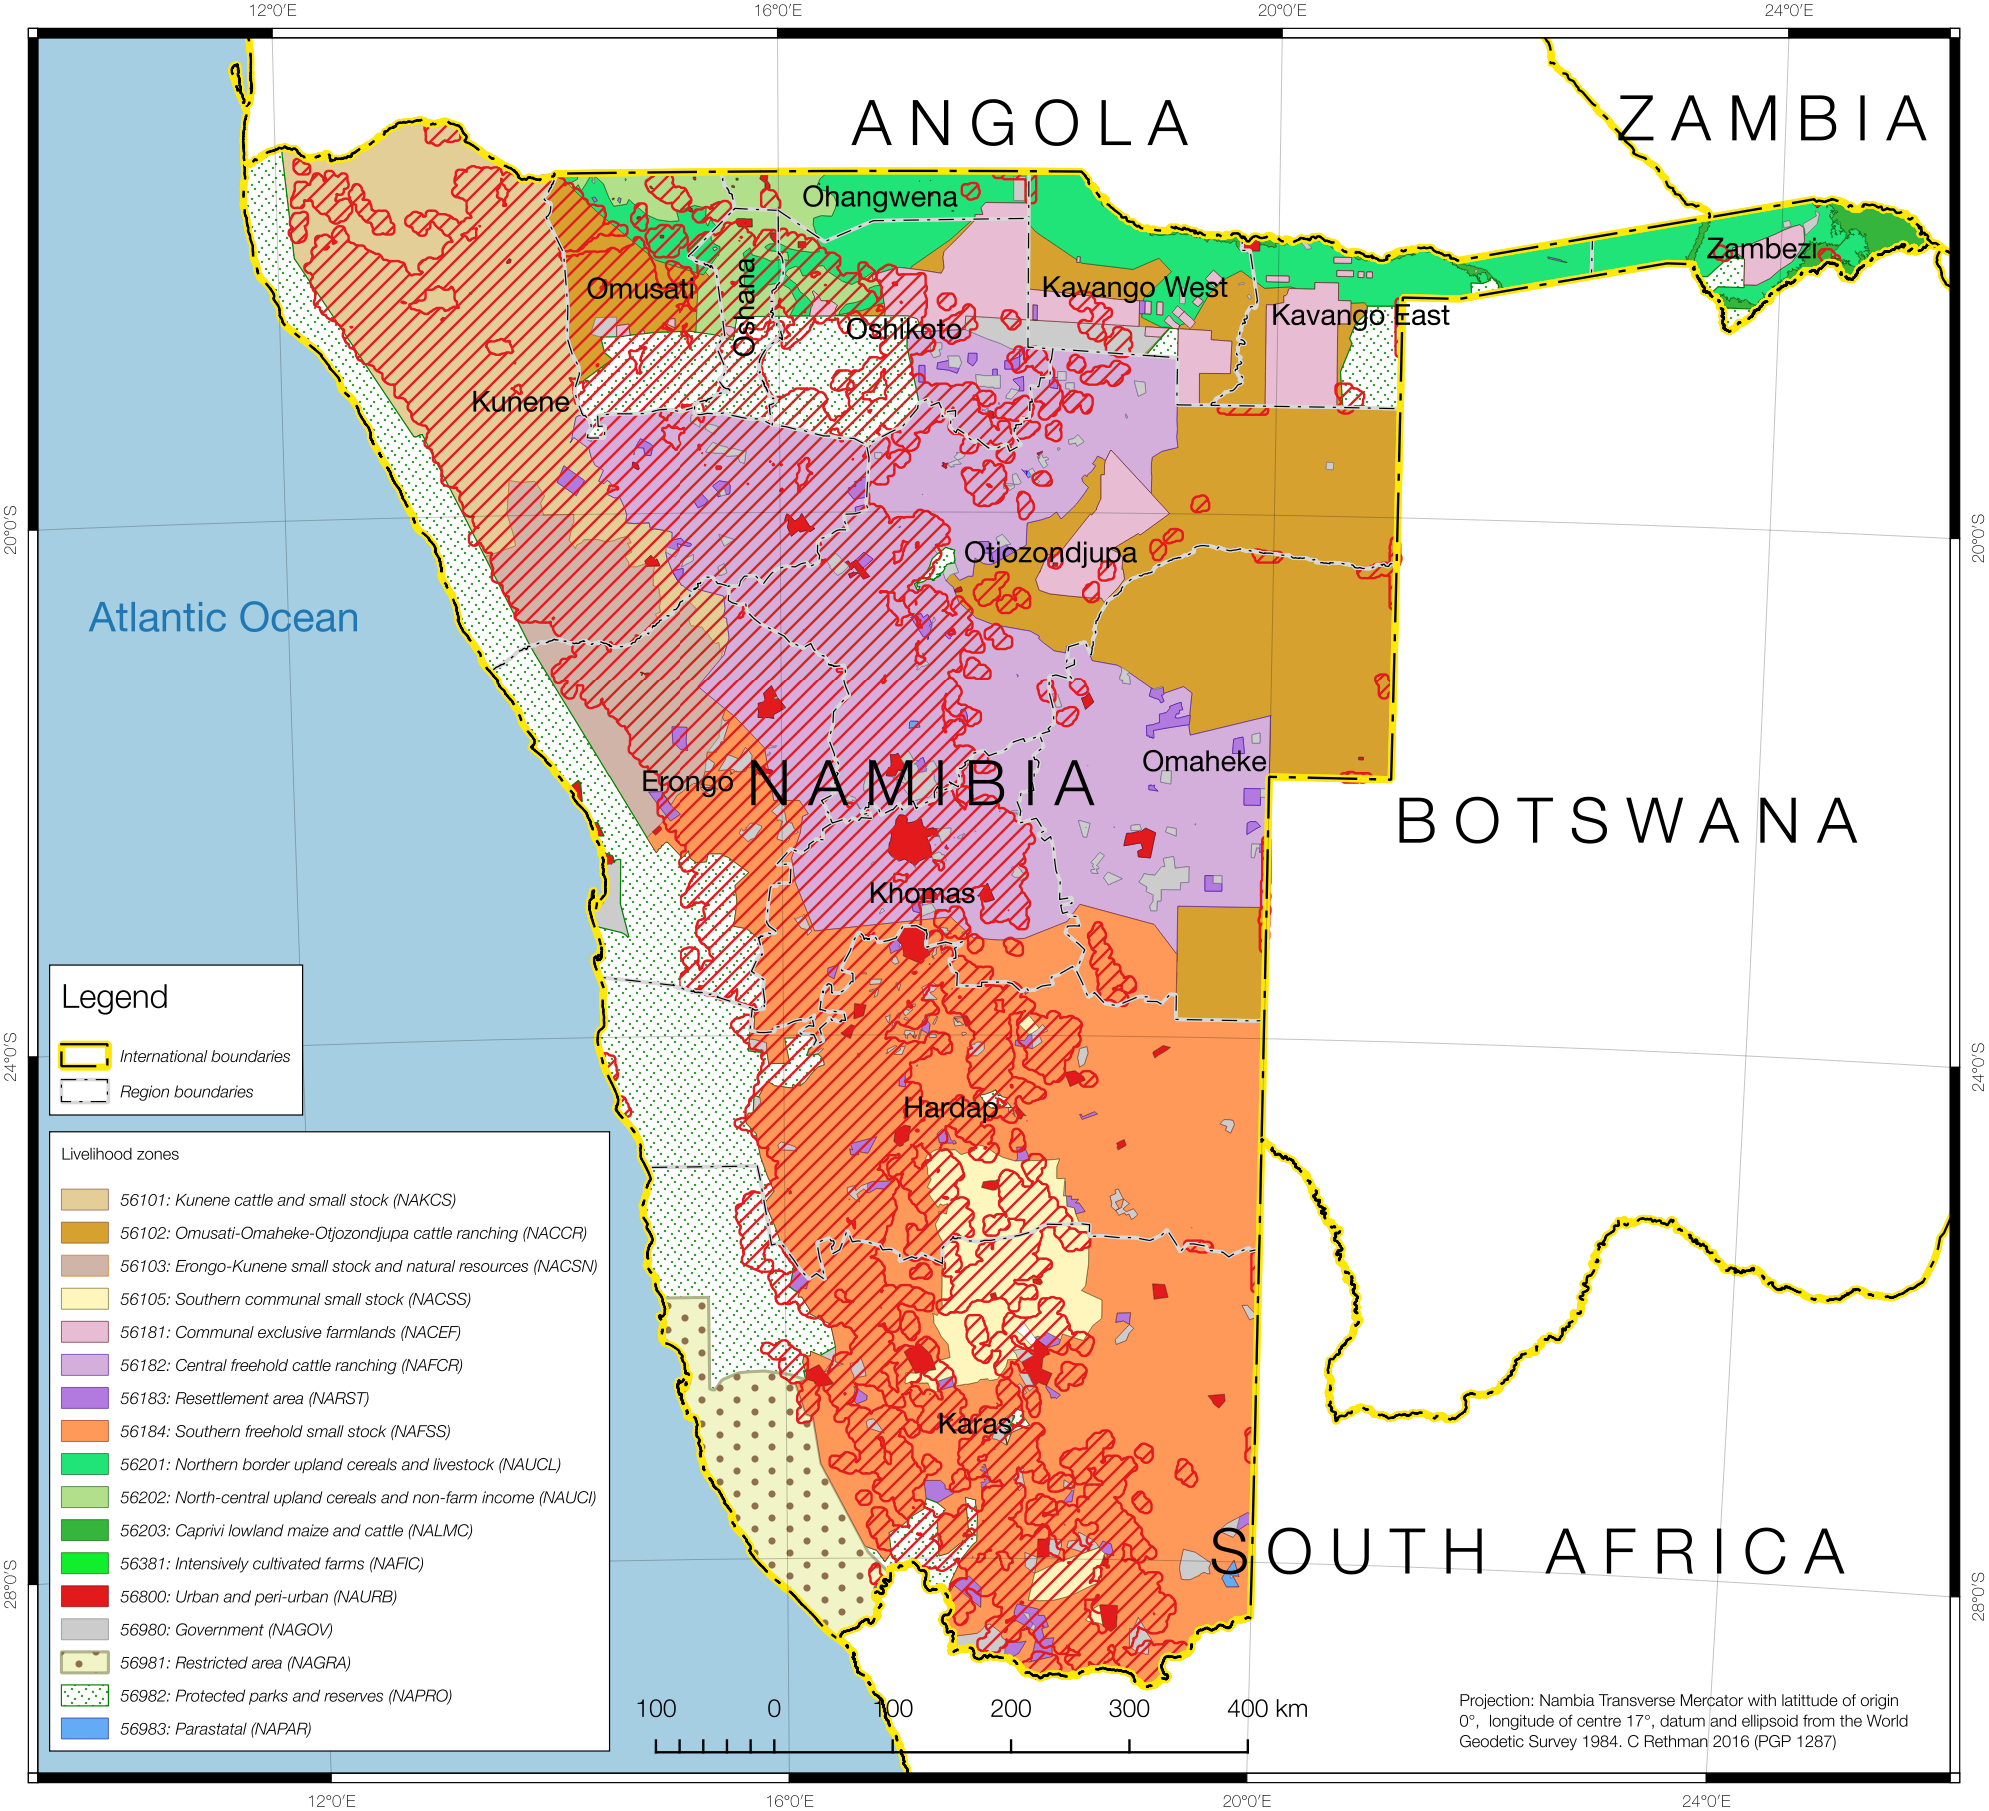 12°0'E
16°0'E
20°0'E
24°0'E
ANGOLA
ZAMBIA
Ohangwena
Zambezi
Omusati
Oshana
Kavango West
Kavango East
Oshikoto
Kunene
20°0'S
20°0'S
Otjozondjupa
Atlantic Ocean
Omaheke
Erongo
NAMIBIA
BOTSWANA
Khomas
Legend
International boundaries
Region boundaries
24°0'S
24°0'S
Hardap
Livelihood zones
56101: Kunene cattle and small stock (NAKCS)
56102: Omusati-Omaheke-Otjozondjupa cattle ranching (NACCR)
56103: Erongo-Kunene small stock and natural resources (NACSN)
56105: Southern communal small stock (NACSS)
56181: Communal exclusive farmlands (NACEF)
56182: Central freehold cattle ranching (NAFCR)
56183: Resettlement area (NARST)
56184: Southern freehold small stock (NAFSS)
56201: Northern border upland cereals and livestock (NAUCL)
56202: North-central upland cereals and non-farm income (NAUCI)
56203: Caprivi lowland maize and cattle (NALMC)
56381: Intensively cultivated farms (NAFIC)
56800: Urban and peri-urban (NAURB)
56980: Government (NAGOV)
56981: Restricted area (NAGRA)
56982: Protected parks and reserves (NAPRO)
56983: Parastatal (NAPAR)
Karas
SOUTH AFRICA
28°0'S
28°0'S
100 0 100 200 300 400 km
Projection: Nambia Transverse Mercator with latittude of origin
0°, longitude of centre 17°, datum and ellipsoid from the World
Geodetic Survey 1984. C Rethman 2016 (PGP 1287)
12°0'E
16°0'E
20°0'E
24°0'E